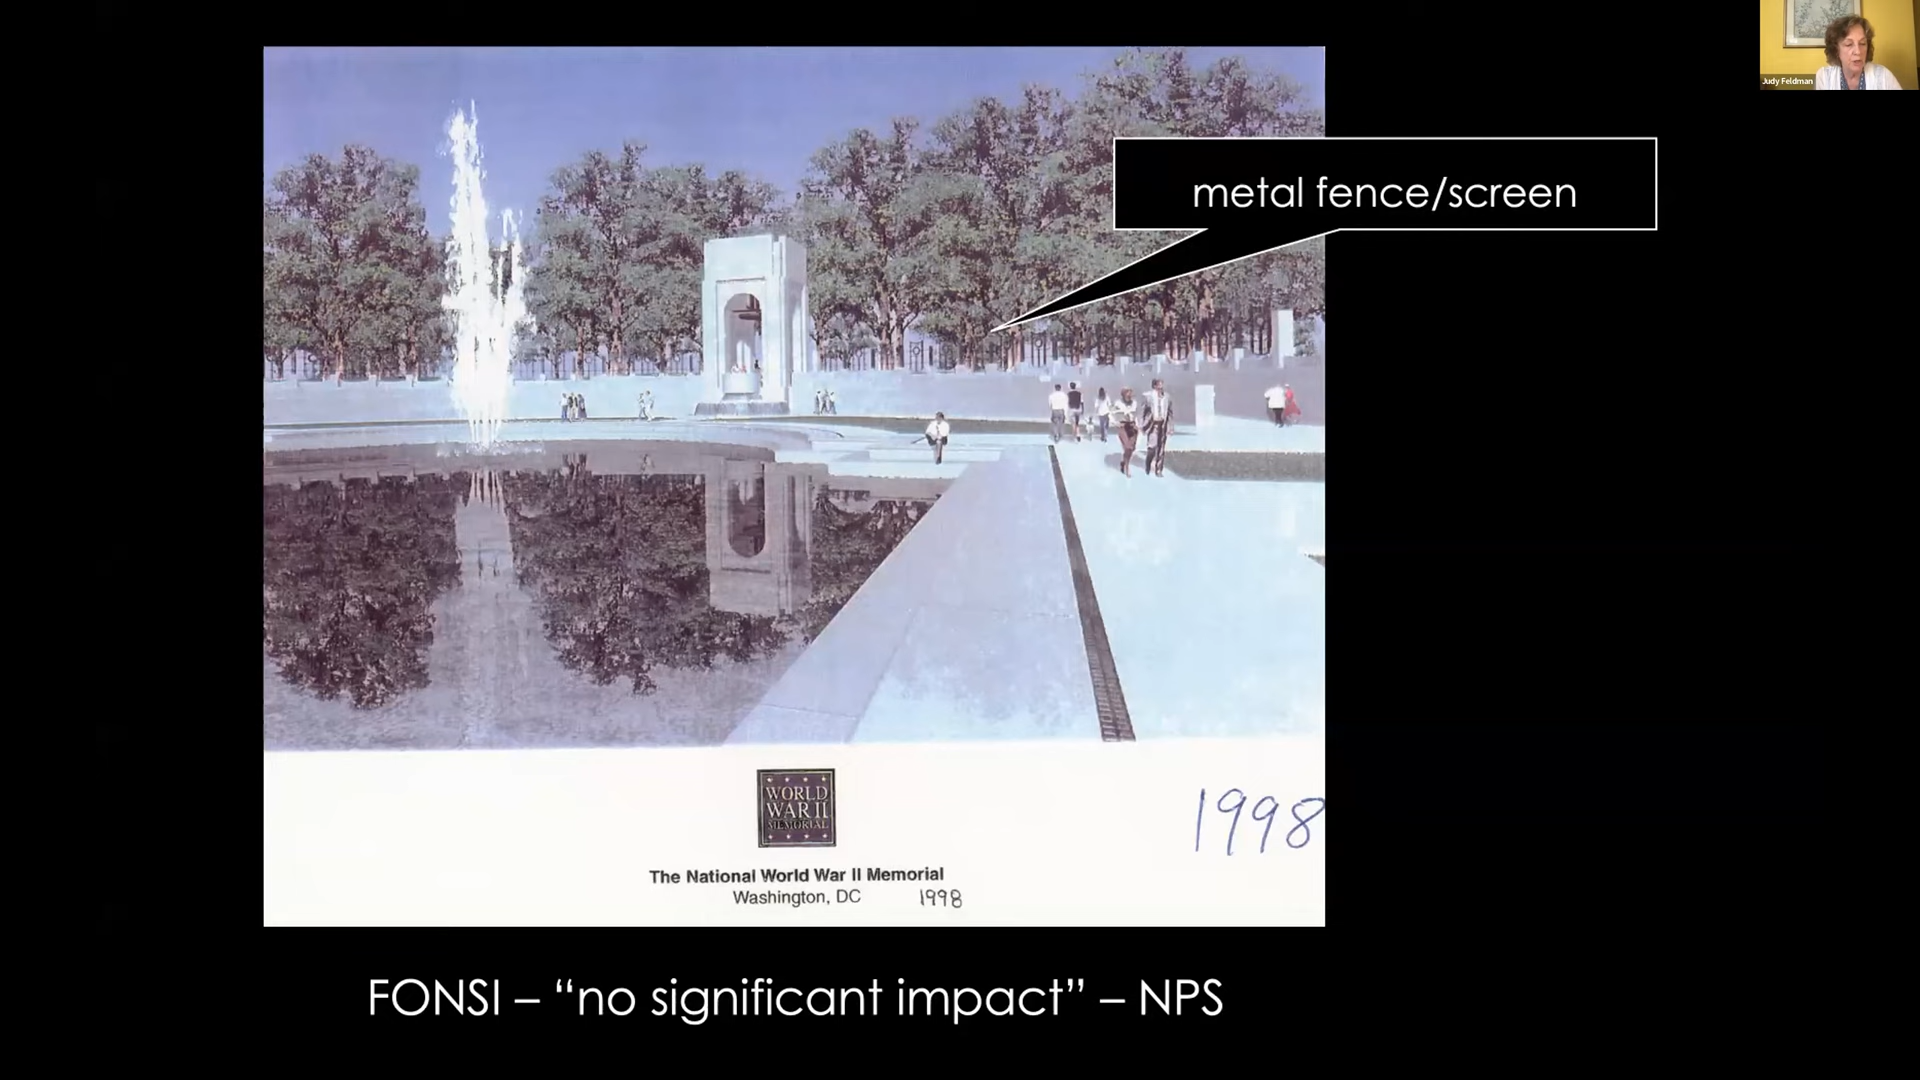 Judy Feldman
metal fence/screen
WORLD
WAR II
MEMORIAL
1998
The National World War II Memorial
Washington, DC 1998
FONSI – “no significant impact” – NPS